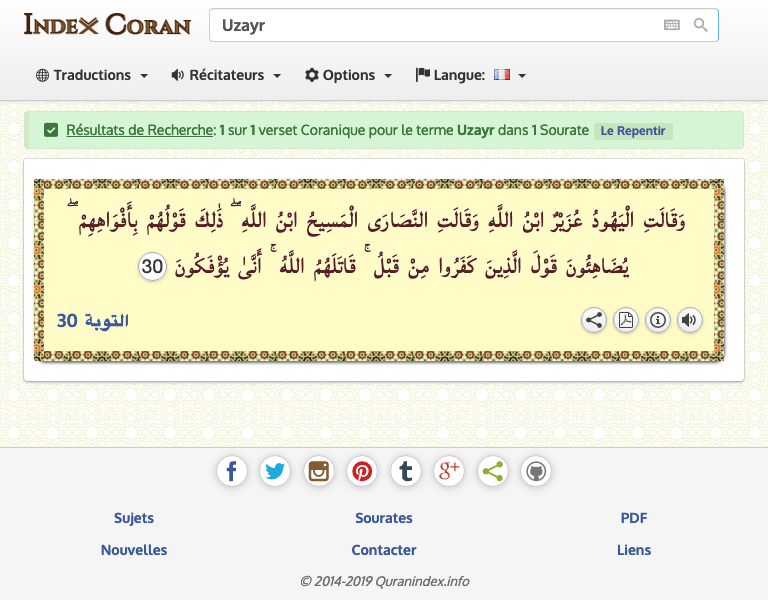 Index Coran
Uzayr
Traductions Récitateurs Options Langue:
Résultats de Recherche: 1 sur 1 verset Coranique pour le terme Uzayr dans 1 Sourate Le Repentir
وَقَالَتِ الْيَهُودُ عُزَيْرٌ ابْنُ اللَّهِ وَقَالَتِ النَّصَارَى الْمَسِيحُ ابْنُ اللَّهِ ۖ ذَٰلِكَ قَوْلُهُمْ بِأَفْوَاهِهِمْ ۖ
يُضَاهِئُونَ قَوْلَ الَّذِينَ كَفَرُوا مِنْ قَبْلُ ۚ قَاتَلَهُمُ اللَّهُ ۚ أَنَّىٰ يُؤْفَكُونَ 30
التوبة 30
Sujets Sourates PDF
Nouvelles Contacter Liens
© 2014-2019 Quranindex.info